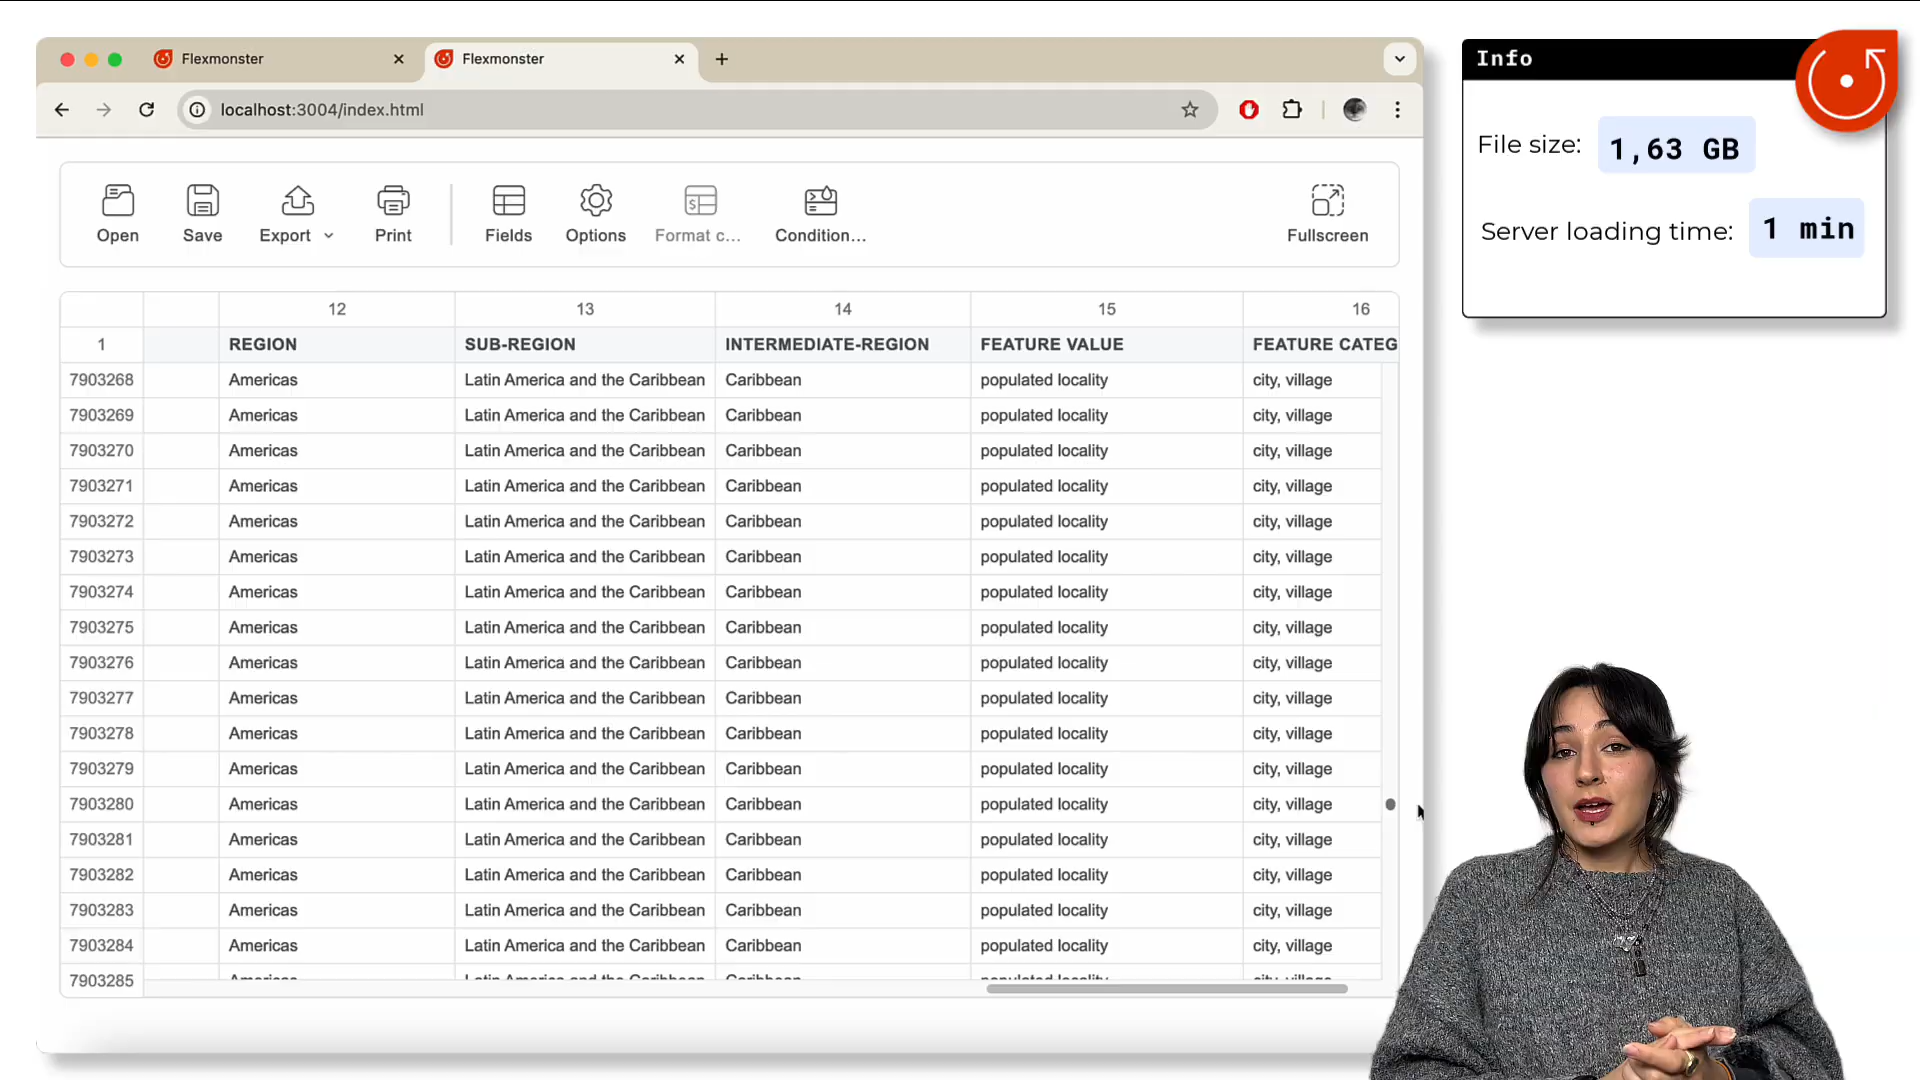 Flexmonster
Flexmonster
localhost:3004/index.html
Info
File size: 1,63 GB
Server loading time: 1 min
Open
Save
Export
Print
Fields
Options
Format c...
Condition...
Fullscreen
12 13 14 15 16
1 REGION SUB-REGION INTERMEDIATE-REGION FEATURE VALUE FEATURE CATEG
7903268 Americas Latin America and the Caribbean Caribbean populated locality city, village
7903269 Americas Latin America and the Caribbean Caribbean populated locality city, village
7903270 Americas Latin America and the Caribbean Caribbean populated locality city, village
7903271 Americas Latin America and the Caribbean Caribbean populated locality city, village
7903272 Americas Latin America and the Caribbean Caribbean populated locality city, village
7903273 Americas Latin America and the Caribbean Caribbean populated locality city, village
7903274 Americas Latin America and the Caribbean Caribbean populated locality city, village
7903275 Americas Latin America and the Caribbean Caribbean populated locality city, village
7903276 Americas Latin America and the Caribbean Caribbean populated locality city, village
7903277 Americas Latin America and the Caribbean Caribbean populated locality city, village
7903278 Americas Latin America and the Caribbean Caribbean populated locality city, village
7903279 Americas Latin America and the Caribbean Caribbean populated locality city, village
7903280 Americas Latin America and the Caribbean Caribbean populated locality city, village
7903281 Americas Latin America and the Caribbean Caribbean populated locality city, village
7903282 Americas Latin America and the Caribbean Caribbean populated locality city, village
7903283 Americas Latin America and the Caribbean Caribbean populated locality city, village
7903284 Americas Latin America and the Caribbean Caribbean populated locality city, village
7903285 Americas Latin America and the Caribbean Caribbean populated locality city, village